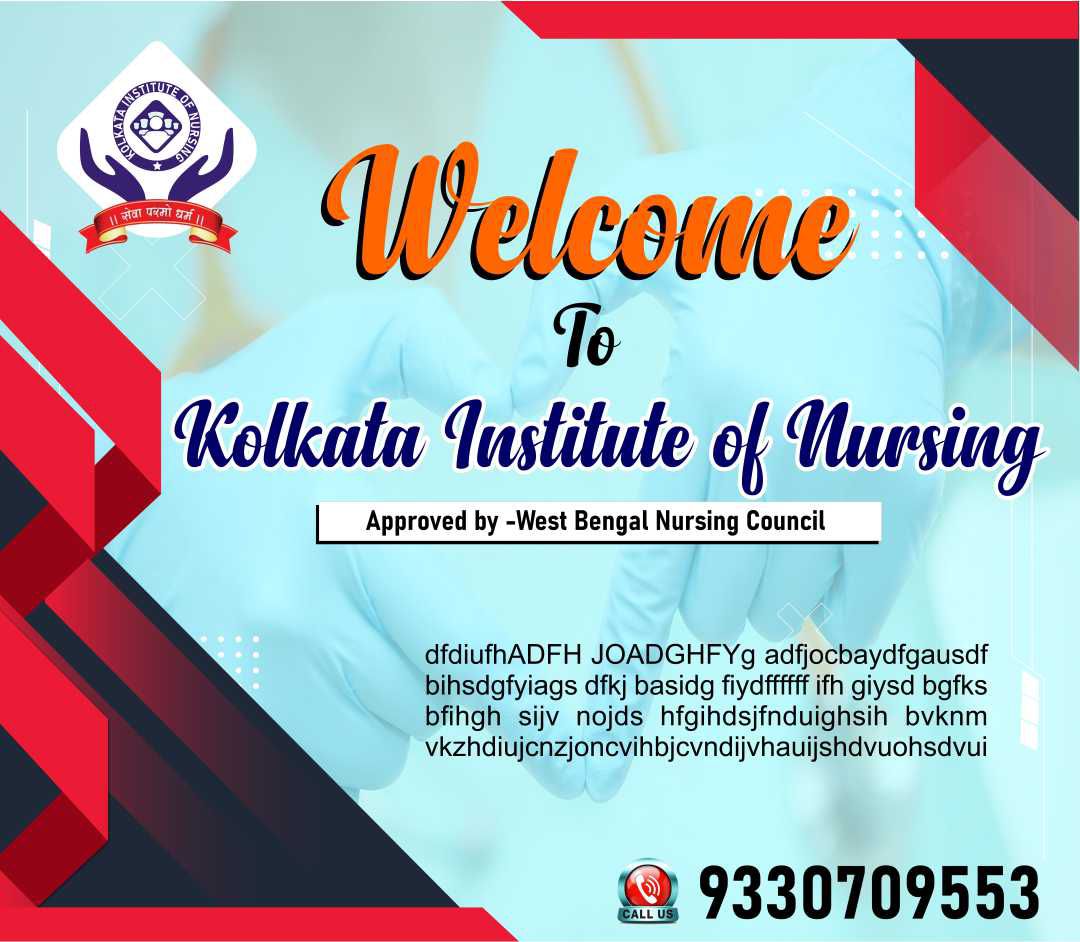 KOLKATA INSTITUTE OF NURSING
|| सेवा परमो धर्म ||
Welcome
To
Kolkata Institute of Nursing
Approved by -West Bengal Nursing Council
dfdiufhADFH JOADGHFYg adfjocbaydfgausdf
bihsdgfyiags dfkj basidg fiydffffff ifh giysd bgfks
bfihgh sijv nojds hfgihdsjfnduighsih bvknm
vkzhdiujcnzjoncvihbjcvndijvhauijshdvuohsdvui
CALL US
9330709553